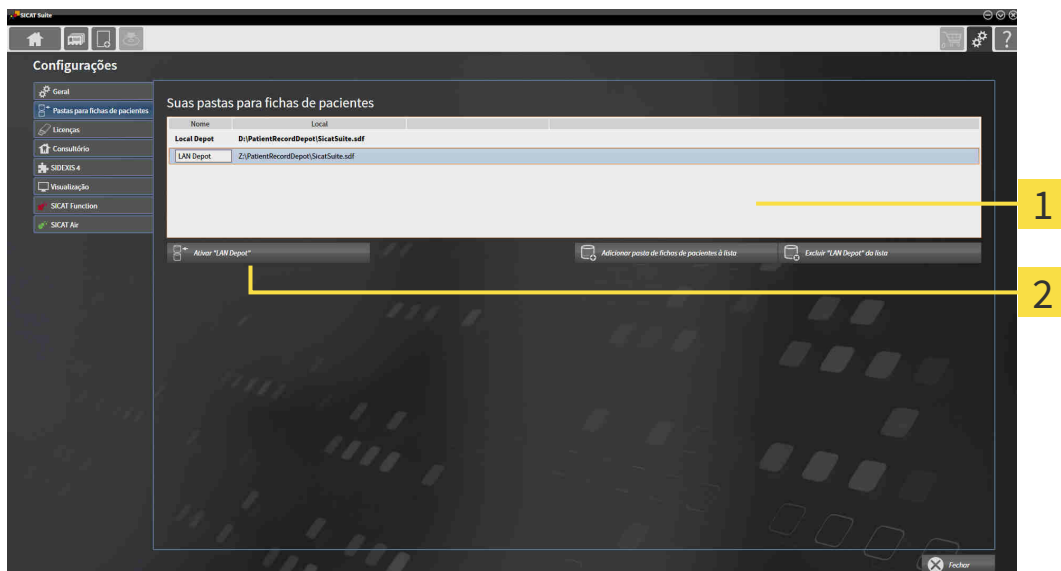 SICAT Suite
?
Configurações
Geral
Pastas para fichas de pacientes
Licenças
Consultório
SIDEXIS 4
Visualização
SICAT Function
SICAT Air
Suas pastas para fichas de pacientes
Nome Local
Local Depot D:\PatientRecordDepot\SicatSuite.sdf
LAN Depot Z:\PatientRecordDepot\SicatSuite.sdf
1
Ativar "LAN Depot" Adicionar pasta de fichas de pacientes à lista Excluir "LAN Depot" da lista
2
Fechar